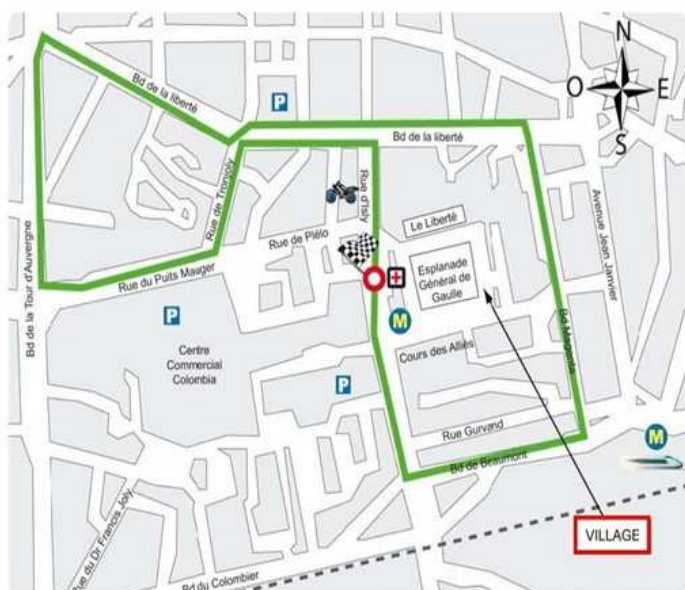 N
O
E
S
Bd de la liberté
P
Bd de la liberté
Rue de Tronjoly
Rue d'Isly
Le Liberté
Avenue Jean Janvier
Bd de la Tour d'Auvergne
Rue de Plélo
Rue du Puits Mauger
Esplanade
Général de
Gaulle
P
M
Bd Magenta
Centre
Commercial
Colombia
Cours des Alliés
P
Rue Gurvand
M
Bd de Beaumont
Rue du Dr Francis Joly
VILLAGE
Bd du Colombier